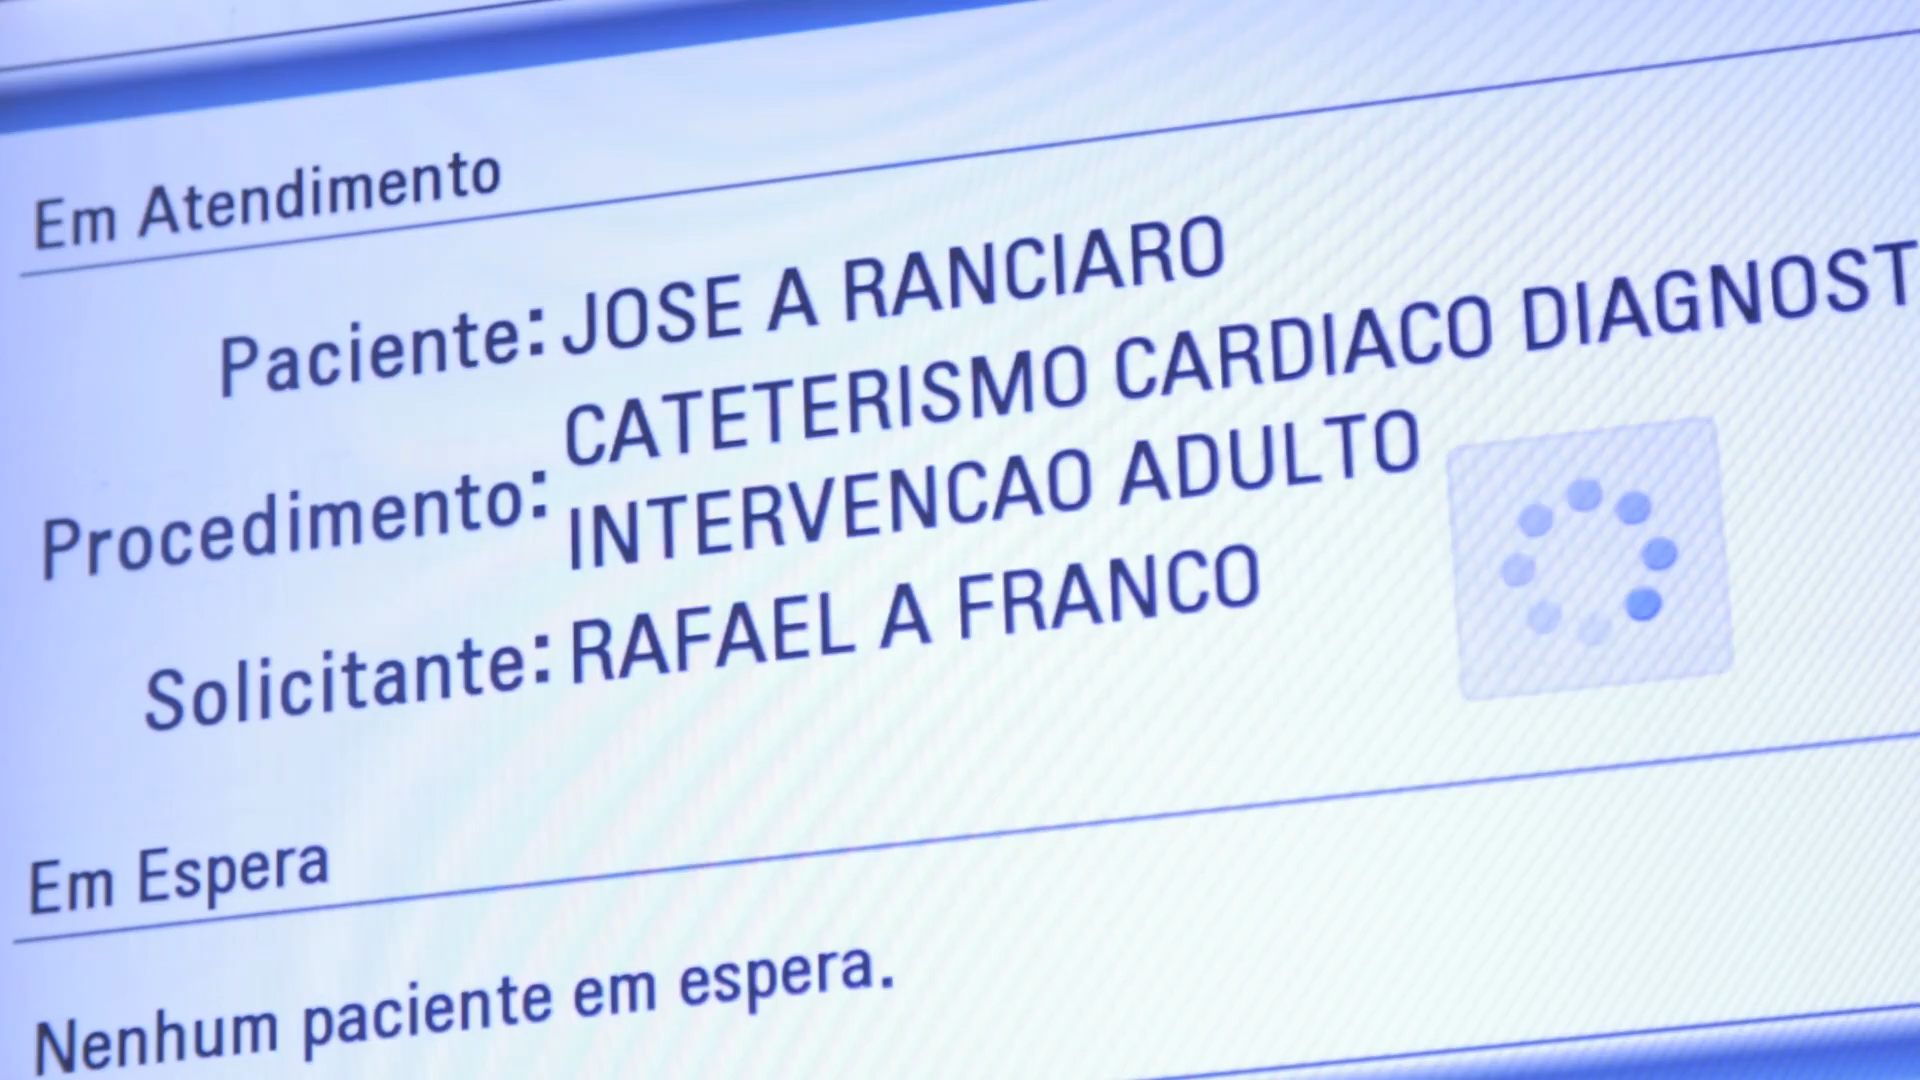 Em Atendimento
Paciente: JOSE A RANCIARO
Procedimento: CATETERISMO CARDIACO DIAGNOST
INTERVENCAO ADULTO
Solicitante: RAFAEL A FRANCO
Em Espera
Nenhum paciente em espera.